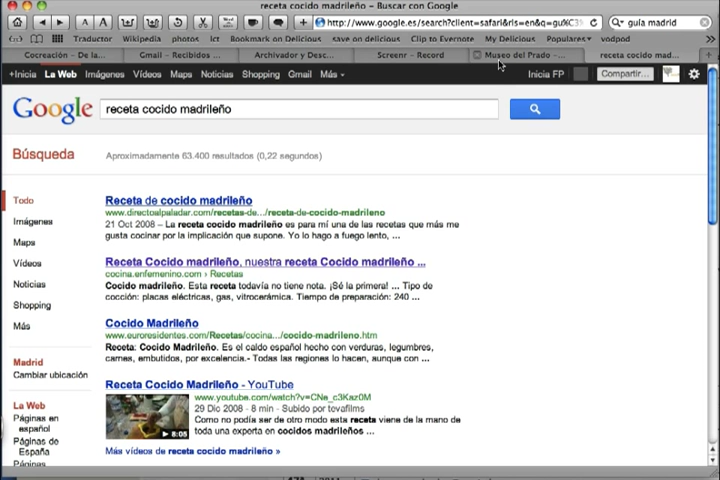 receta cocido madrileño – Buscar con Google
http://www.google.es/search?client=safari&rls=en&q=gu%C3%
guía madrid
Traductor Wikipedia photos Ict Bookmark on Delicious save on delicious Clip to Evernote My Delicious Populares vodpod
Cocreación – De la... Gmail – Recibidos ... Archivador y Desc... Screenr – Record Museo del Prado –... receta cocido mad...
+Inicia La Web Imágenes Vídeos Maps Noticias Shopping Gmail Más Inicia FP Compartir...
Google
receta cocido madrileño
Búsqueda
Aproximadamente 63.400 resultados (0,22 segundos)
Todo
Imágenes
Maps
Vídeos
Noticias
Shopping
Más
Madrid
Cambiar ubicación
La Web
Páginas en
español
Páginas de
España
Páginas
Receta de cocido madrileño
www.directoalpaladar.com/recetas-de.../receta-de-cocido-madrileno
21 Oct 2008 – La receta cocido madrileño es para mí una de las recetas que más me
gusta cocinar por la implicación que supone. Yo lo hago a fuego lento, ...
Receta Cocido madrileño, nuestra receta Cocido madrileño ...
cocina.enfemenino.com › Recetas
Cocido madrileño. Esta receta todavía no tiene nota. ¡Sé la primera! ... Tipo de
cocción: placas eléctricas, gas, vitrocerámica. Tiempo de preparación: 240 ...
Cocido Madrileño
www.euroresidentes.com/Recetas/cocina.../cocido-madrileno.htm
Receta: Cocido Madrileño. Es el caldo español hecho con verduras, legumbres,
carnes, embutidos, por excelencia.- Todas las regiones lo hacen, aunque con ...
Receta Cocido Madrileño - YouTube
www.youtube.com/watch?v=CNe_c3Kaz0M
29 Dic 2008 - 8 min - Subido por tevafilms
Como no podía ser de otro modo esta receta viene de la mano de
toda una experta en cocidos madrileños ...
8:05
Más vídeos de receta cocido madrileño »